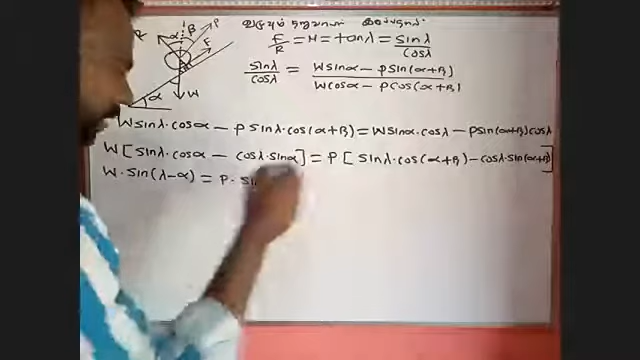 R α β P
F
W
α
F/R = μ = tanλ = sinλ/cosλ
sinλ/cosλ = Wsinα - psin(α+β) / Wcosα - pcos(α+β)
Wsinλ·cosα - p sinλ·cos(α+β) = Wsinα·cosλ - psin(α+β)cosλ
W[sinλ·cosα - cosλ·sinα] = p[sinλ·cos(α+β) - cosλ·sin(α+β)]
W·sin(λ-α) = p·